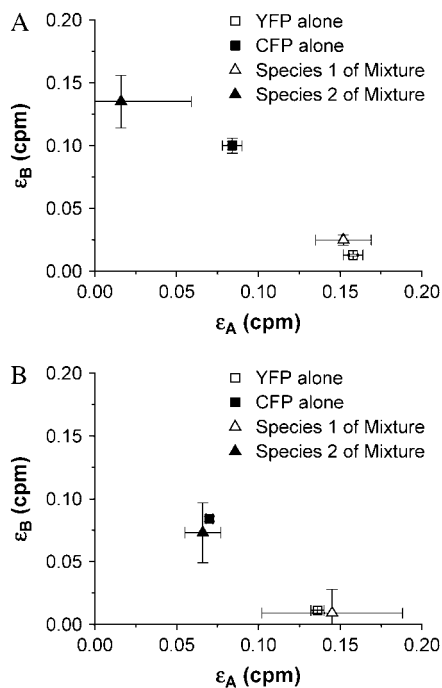 A
YFP alone
CFP alone
Species 1 of Mixture
Species 2 of Mixture
0.20
0.15
0.10
0.05
0.00
εB (cpm)
0.00 0.05 0.10 0.15 0.20
εA (cpm)
B
YFP alone
CFP alone
Species 1 of Mixture
Species 2 of Mixture
0.20
0.15
0.10
0.05
0.00
εB (cpm)
0.00 0.05 0.10 0.15 0.20
εA (cpm)